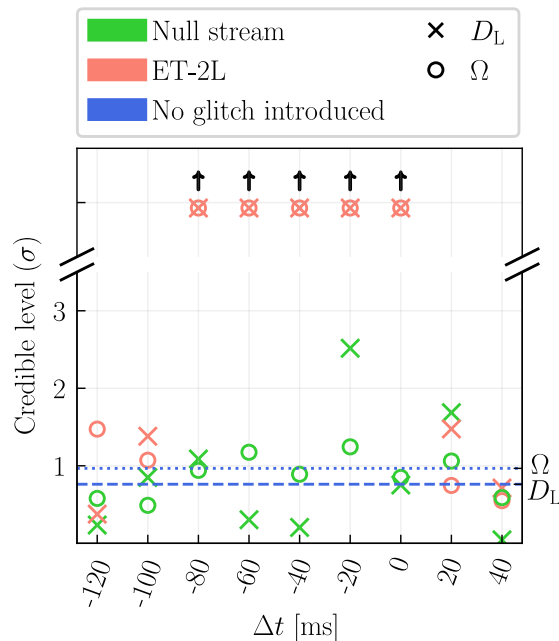 Null stream
ET-2L
No glitch introduced
D_L
Ω
Credible level (σ)
3
2
1
Ω
D_L
-120
-100
-80
-60
-40
-20
0
20
40
Δt [ms]